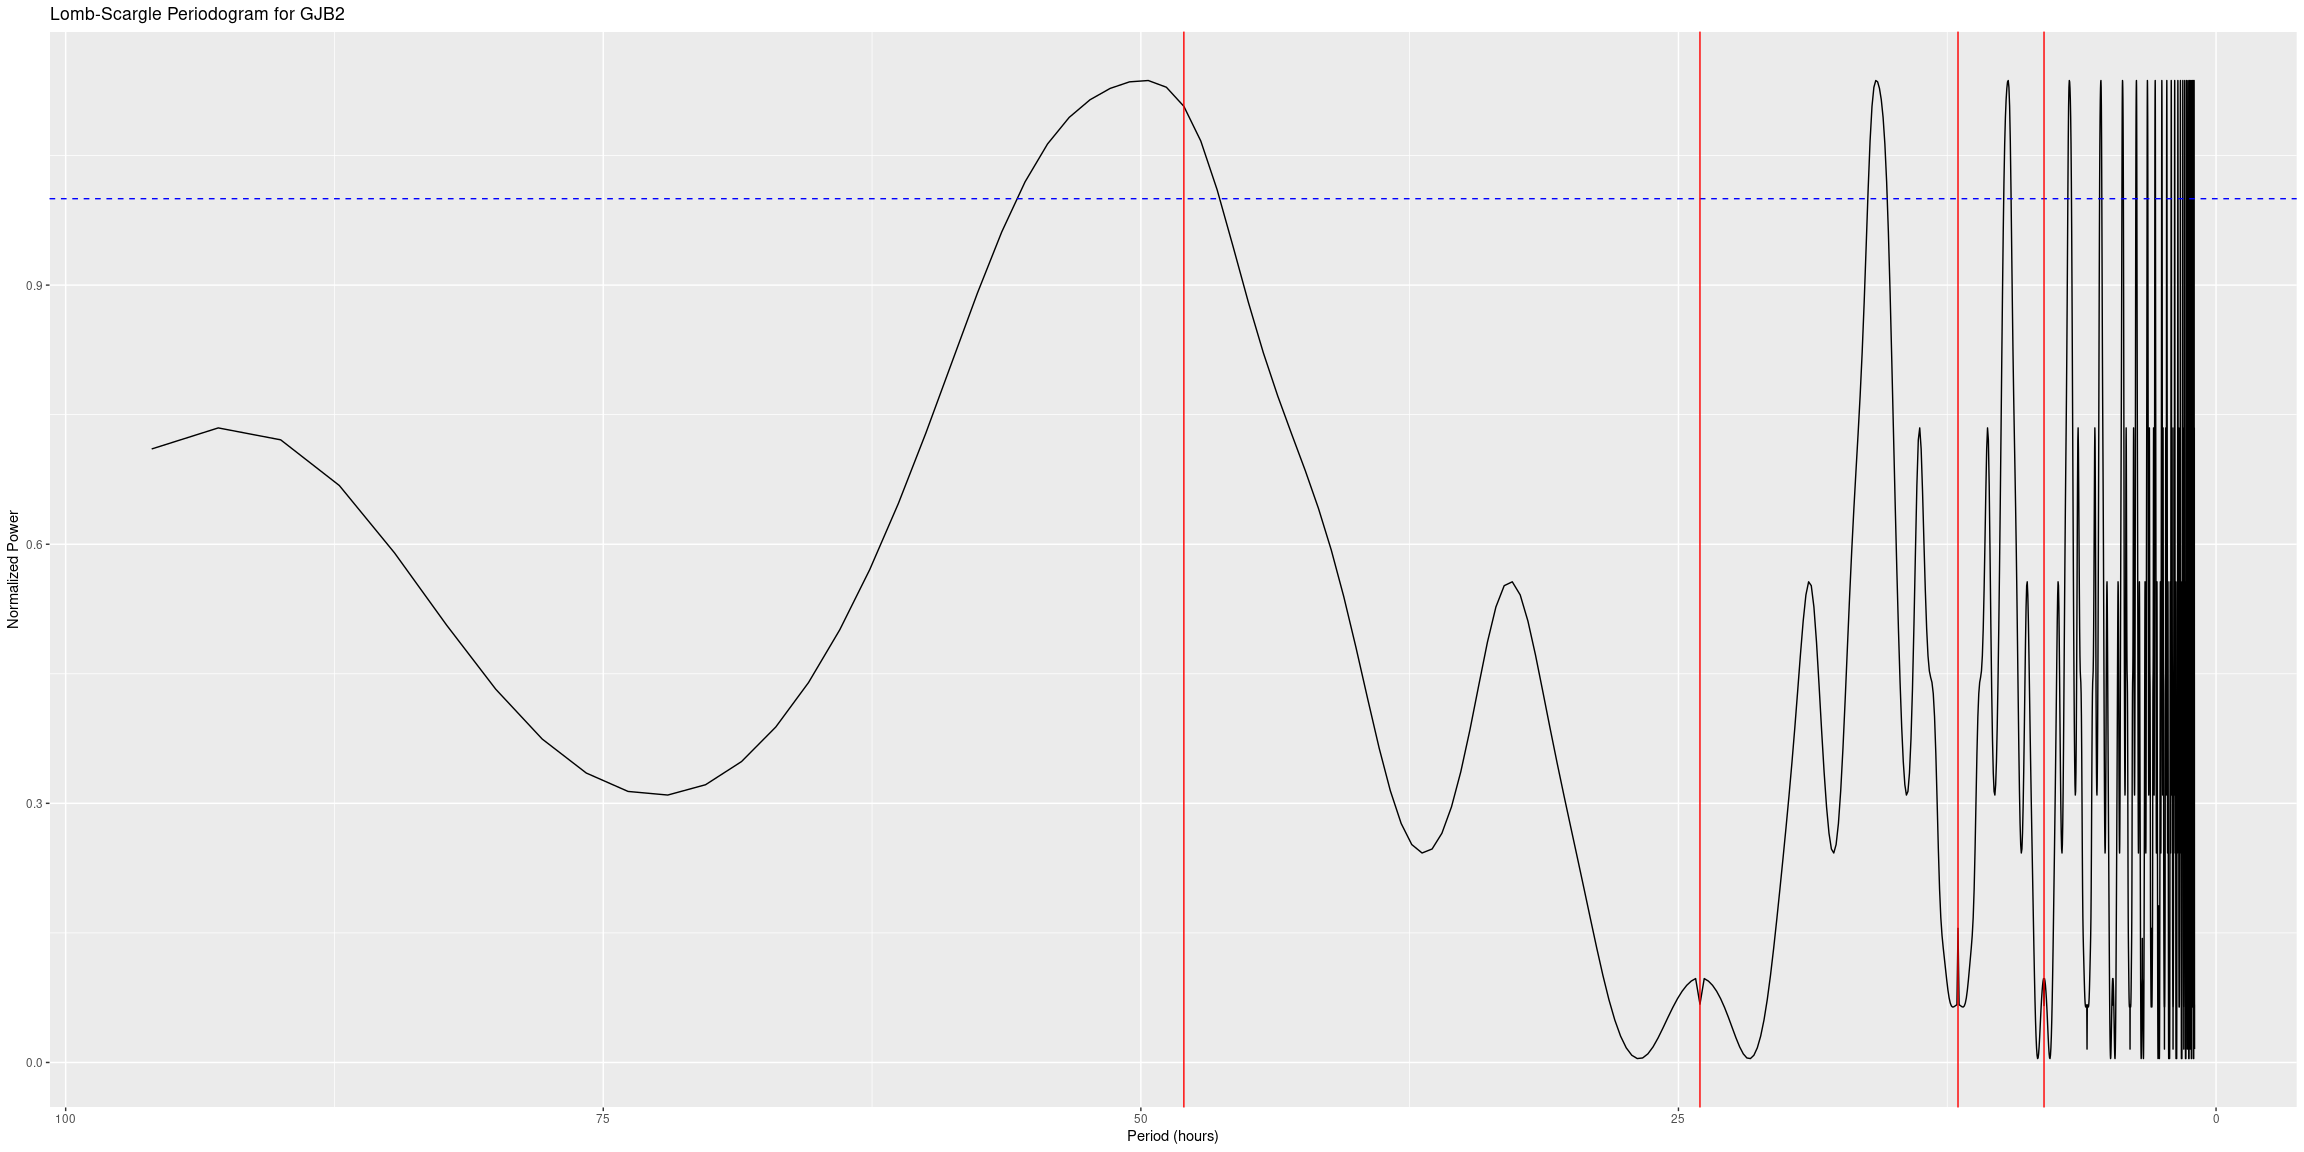 Lomb-Scargle Periodogram for GJB2
Normalized Power
0.9
0.6
0.3
0.0
100 75 50 25 0
Period (hours)